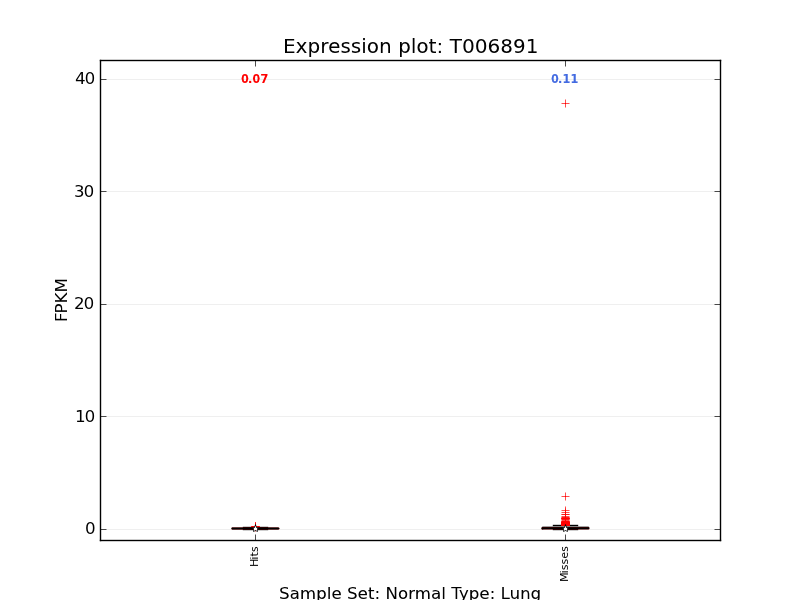 Expression plot: T006891
40
0.07
0.11
30
FPKM
20
10
0
Hits
Misses
Sample Set: Normal Type: Lung